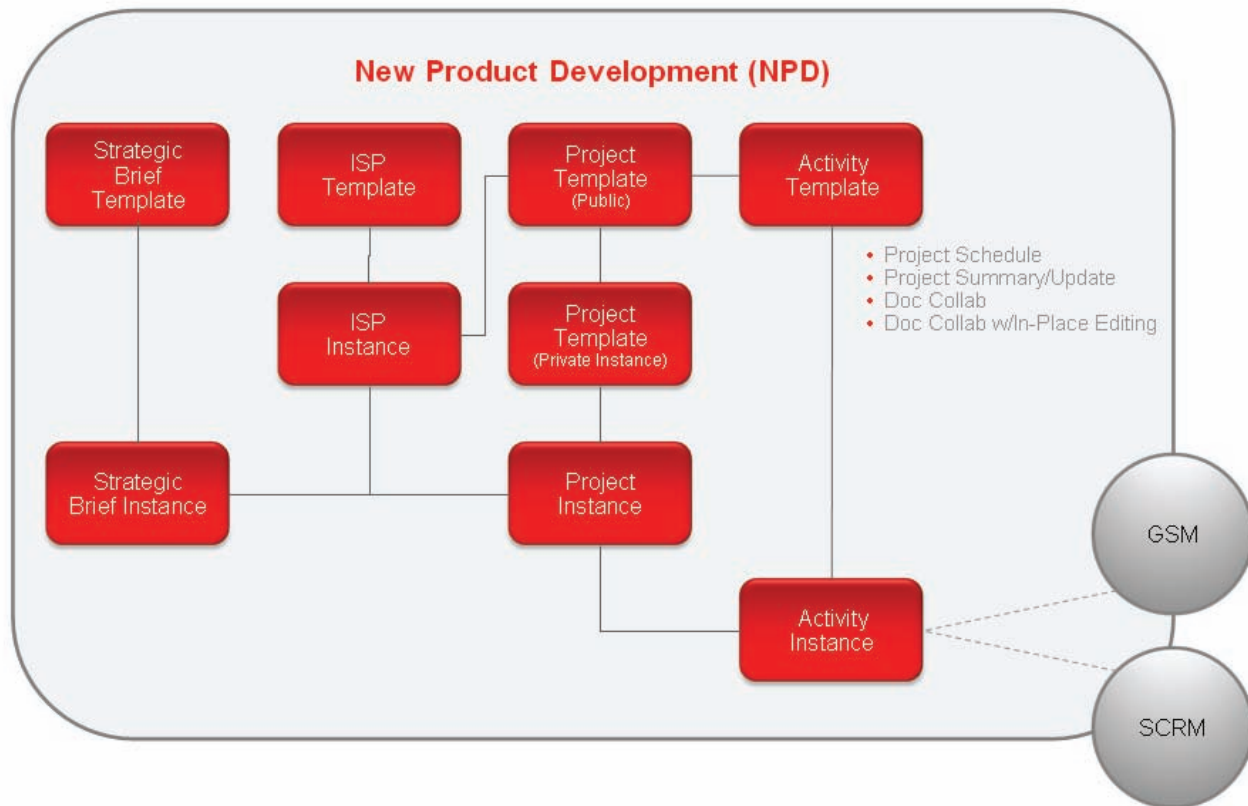 New Product Development (NPD)
Strategic
Brief
Template
ISP
Template
Project
Template
(Public)
Activity
Template
• Project Schedule
• Project Summary/Update
• Doc Collab
• Doc Collab w/In-Place Editing
ISP
Instance
Project
Template
(Private Instance)
Strategic
Brief Instance
Project
Instance
GSM
Activity
Instance
SCRM